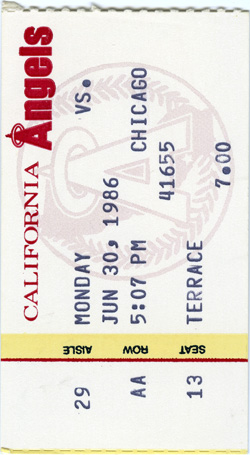 CALIFORNIA Angels
MONDAY VS.
JUN 30, 1986
5:07 PM CHICAGO
41655
TERRACE
7.00
AISLE ROW SEAT
29 AA 13